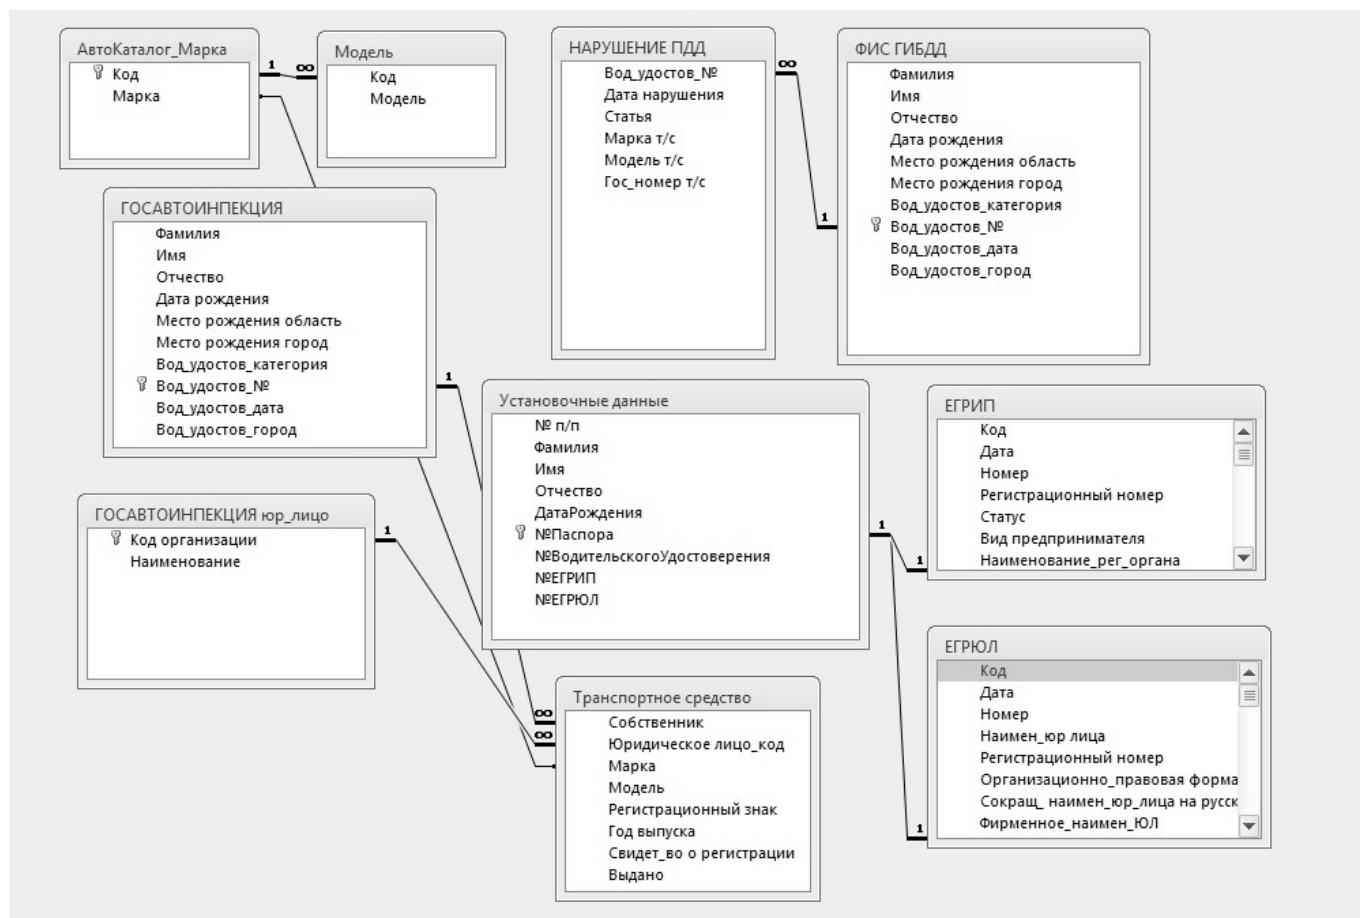 АвтоКаталог_Марка
Код
Марка
1
∞
Модель
Код
Модель
НАРУШЕНИЕ ПДД
Вод_удостов_№
Дата нарушения
Статья
Марка т/с
Модель т/с
Гос_номер т/с
∞
1
ФИС ГИБДД
Фамилия
Имя
Отчество
Дата рождения
Место рождения область
Место рождения город
Вод_удостов_категория
Вод_удостов_№
Вод_удостов_дата
Вод_удостов_город
ГОСАВТОИНПЕКЦИЯ
Фамилия
Имя
Отчество
Дата рождения
Место рождения область
Место рождения город
Вод_удостов_категория
Вод_удостов_№
Вод_удостов_дата
Вод_удостов_город
1
Установочные данные
№ п/п
Фамилия
Имя
Отчество
ДатаРождения
№Паспора
№ВодительскогоУдостоверения
№ЕГРИП
№ЕГРЮЛ
1
1
ЕГРИП
Код
Дата
Номер
Регистрационный номер
Статус
Вид предпринимателя
Наименование_рег_органа
ГОСАВТОИНПЕКЦИЯ юр_лицо
Код организации
Наименование
1
∞
∞
Транспортное средство
Собственник
Юридическое лицо_код
Марка
Модель
Регистрационный знак
Год выпуска
Свидет_во о регистрации
Выдано
1
ЕГРЮЛ
Код
Дата
Номер
Наимен_юр лица
Регистрационный номер
Организационно_правовая форма
Сокращ_ наимен_юр_лица на русск
Фирменное_наимен_ЮЛ